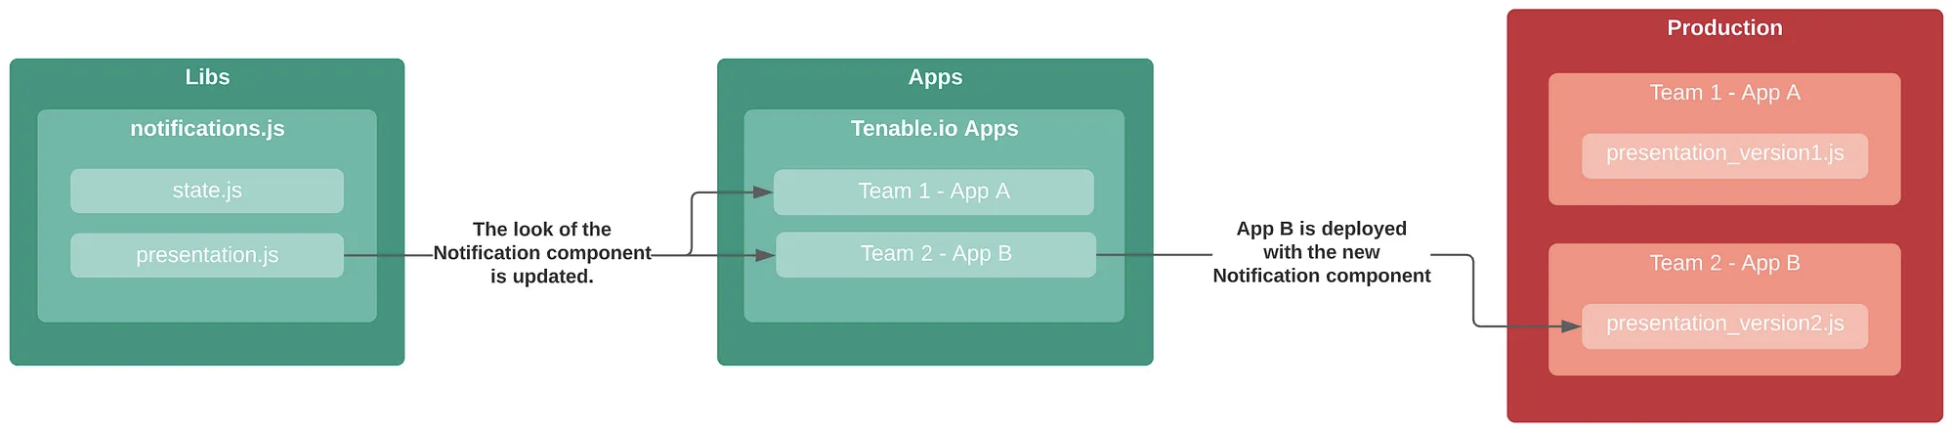 Libs
notifications.js
state.js
presentation.js
The look of the
Notification component
is updated.
Apps
Tenable.io Apps
Team 1 - App A
Team 2 - App B
App B is deployed
with the new
Notification component
Production
Team 1 - App A
presentation_version1.js
Team 2 - App B
presentation_version2.js